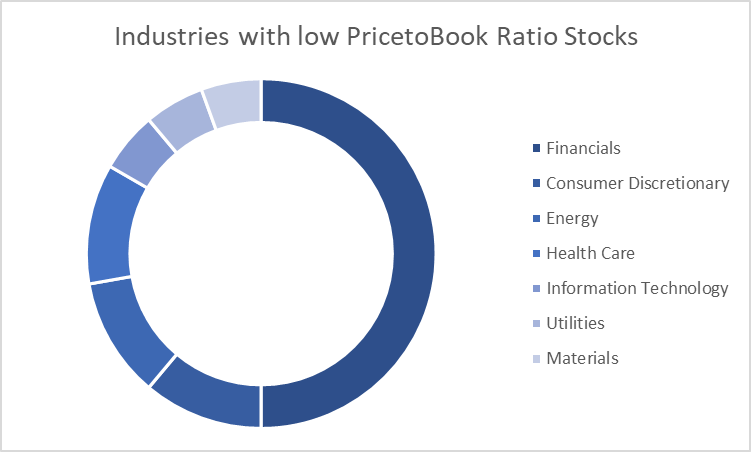 Industries with low PricetoBook Ratio Stocks
Financials
Consumer Discretionary
Energy
Health Care
Information Technology
Utilities
Materials